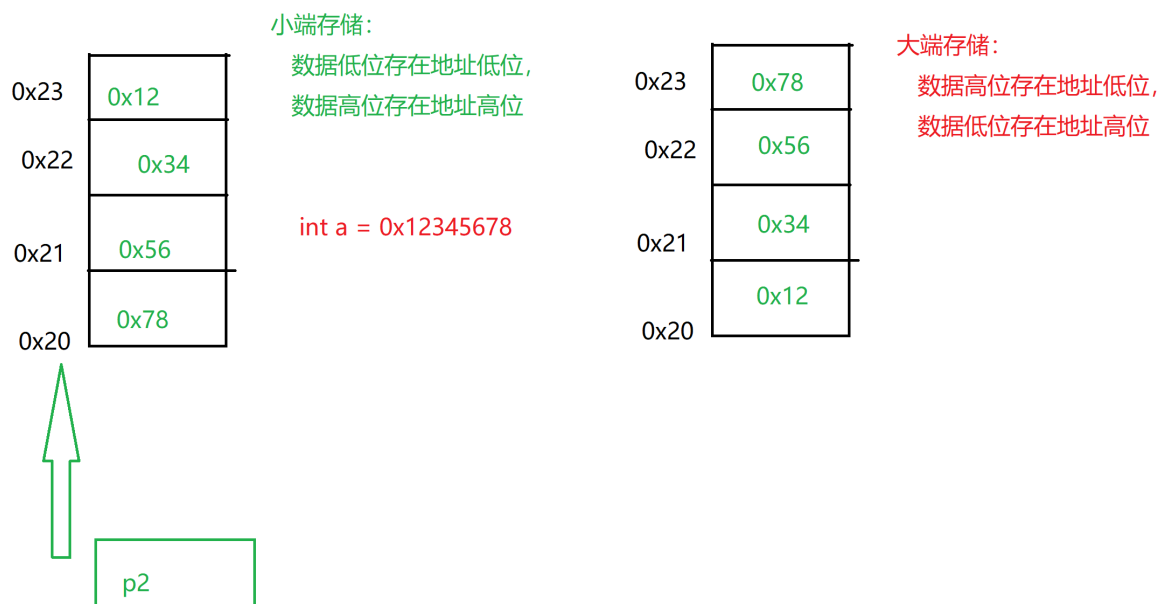 小端存储：
数据低位存在地址低位，
数据高位存在地址高位
0x23
0x12
0x22
0x34
int a = 0x12345678
0x21
0x56
0x78
0x20
p2
大端存储：
数据高位存在地址低位，
数据低位存在地址高位
0x23
0x78
0x22
0x56
0x21
0x34
0x12
0x20